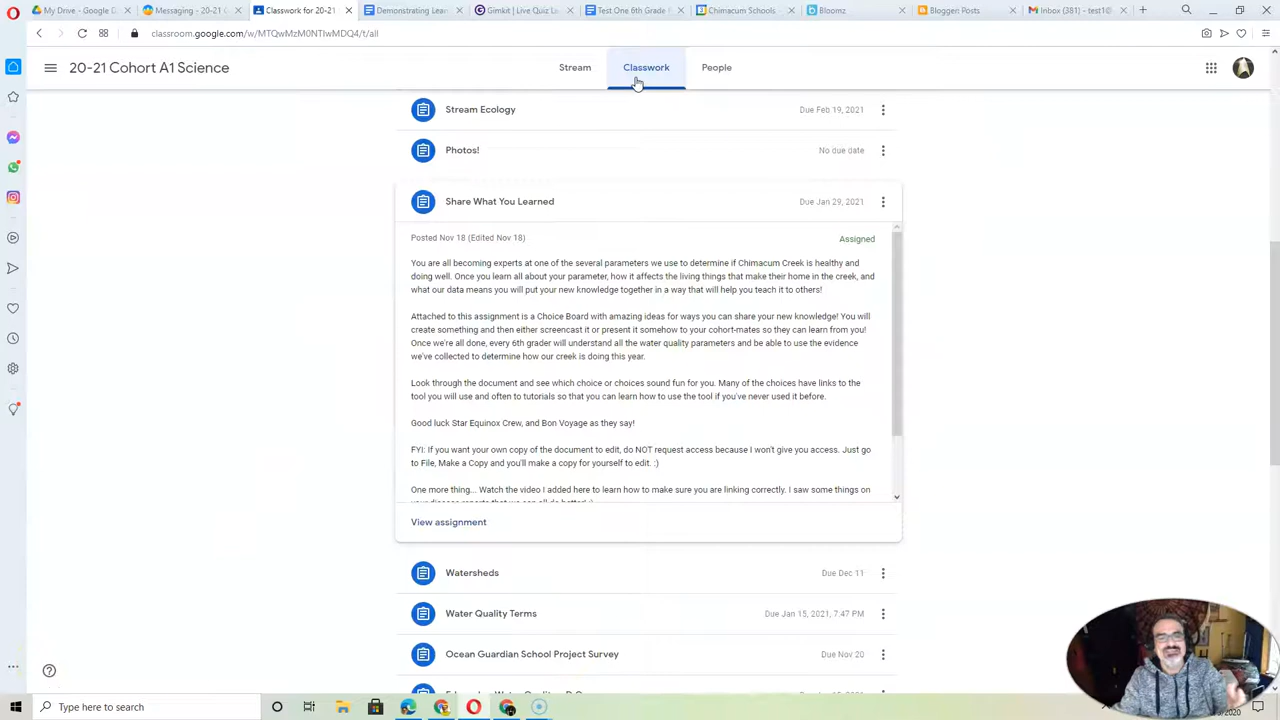 My Drive - Google D
Messaging - 20-21 C
Classwork for 20-21
Demonstrating Learn
Gimkit | Live Quiz Le
Test One 6th Grade
Chimacum Schools
Bloomz
Blogger: Posts
Inbox (381) - test1@
classroom.google.com/w/MTQwMzM0NTIwMDQ4/t/all
20-21 Cohort A1 Science
Stream
Classwork
People
Stream Ecology
Due Feb 19, 2021
Photos!
No due date
Share What You Learned
Due Jan 29, 2021
Posted Nov 18 (Edited Nov 18)
Assigned
You are all becoming experts at one of the several parameters we use to determine if Chimacum Creek is healthy and
doing well. Once you learn all about your parameter, how it affects the living things that make their home in the creek, and
what our data means you will put your new knowledge together in a way that will help you teach it to others!
Attached to this assignment is a Choice Board with amazing ideas for ways you can share your new knowledge! You will
create something and then either screencast it or present it somehow to your cohort-mates so they can learn from you!
Once we're all done, every 6th grader will understand all the water quality parameters and be able to use the evidence
we've collected to determine how our creek is doing this year.
Look through the document and see which choice or choices sound fun for you. Many of the choices have links to the
tool you will use and often to tutorials so that you can learn how to use the tool if you've never used it before.
Good luck Star Equinox Crew, and Bon Voyage as they say!
FYI: If you want your own copy of the document to edit, do NOT request access because I won't give you access. Just go
to File, Make a Copy and you'll make a copy for yourself to edit. :)
One more thing... Watch the video I added here to learn how to make sure you are linking correctly. I saw some things on
View assignment
Watersheds
Due Dec 11
Water Quality Terms
Due Jan 15, 2021, 7:47 PM
Ocean Guardian School Project Survey
Due Nov 20
Type here to search